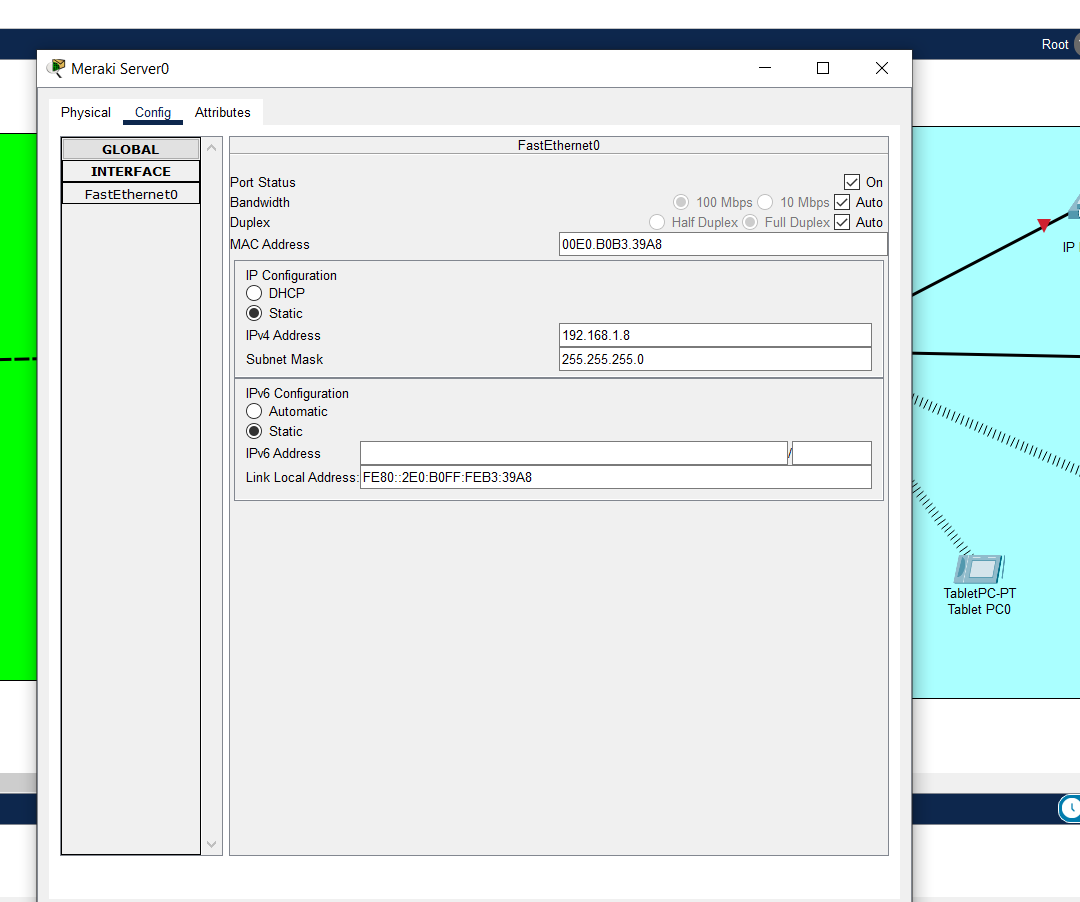 Root
Meraki Server0
Physical Config Attributes
GLOBAL
INTERFACE
FastEthernet0
FastEthernet0
Port Status On
Bandwidth 100 Mbps 10 Mbps Auto
Duplex Half Duplex Full Duplex Auto
MAC Address 00E0.B0B3.39A8
IP Configuration
DHCP
Static
IPv4 Address 192.168.1.8
Subnet Mask 255.255.255.0
IPv6 Configuration
Automatic
Static
IPv6 Address /
Link Local Address: FE80::2E0:B0FF:FEB3:39A8
IP
TabletPC-PT
Tablet PC0